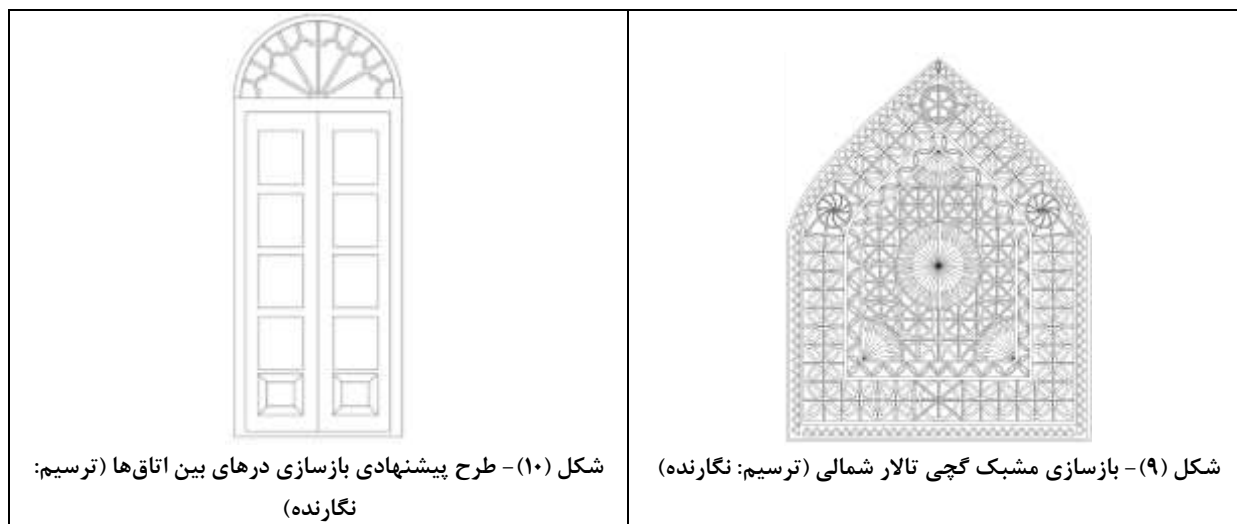 شکل (۹)- بازسازی مشبک گچی تالار شمالی (ترسیم: نگارنده)
شکل (۱۰)- طرح پیشنهادی بازسازی درهای بین اتاق‌ها (ترسیم:
نگارنده)